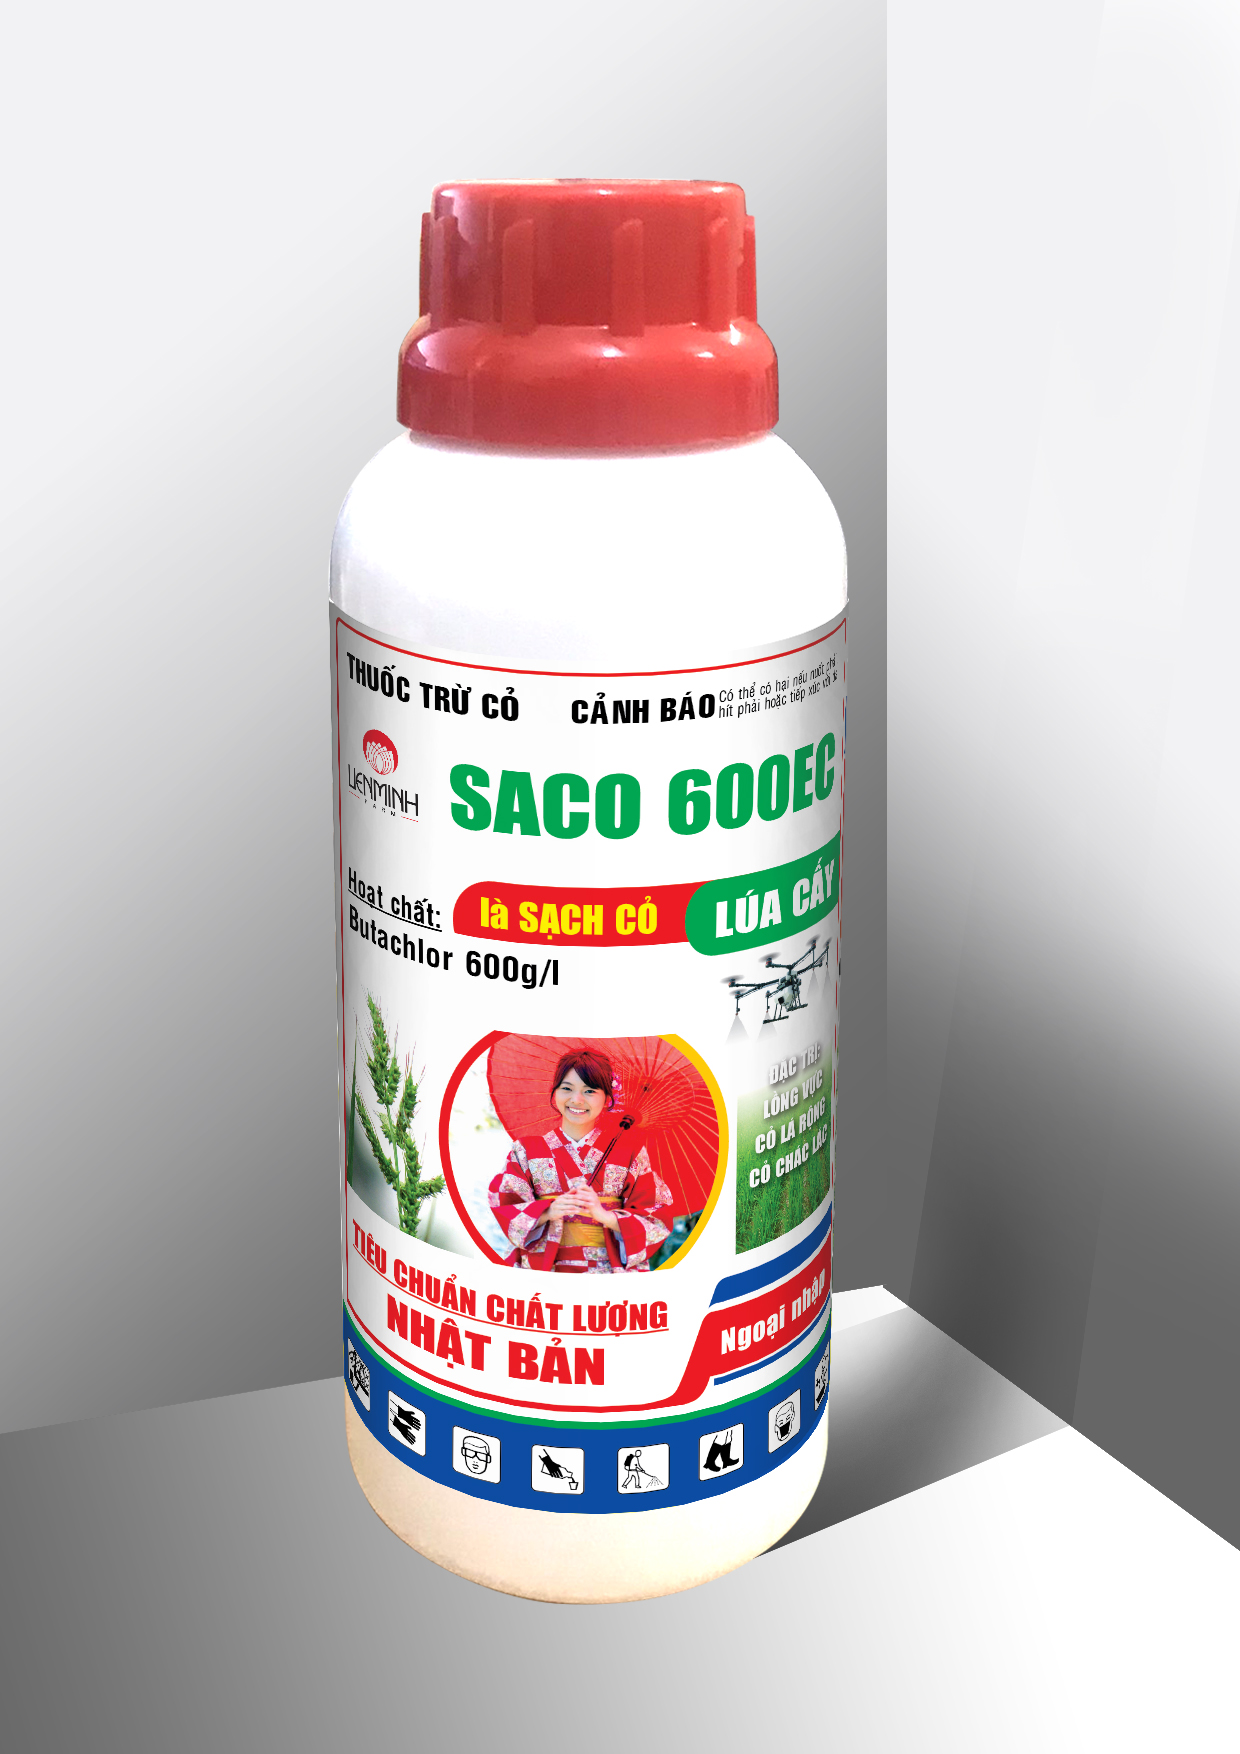 THUỐC TRỪ CỎ
CẢNH BÁO
Có thể có hại nếu nuốt phải
hít phải hoặc tiếp xúc với da
LIENMINH
FARM
SACO 600EC
Hoạt chất:
Butachlor 600g/l
là SẠCH CỎ
LÚA CẤY
ĐẶC TRỊ:
LỒNG VỰC
CỎ LÁ RỘNG
CỎ CHÁC LÁC
TIÊU CHUẨN CHẤT LƯỢNG
NHẬT BẢN
Ngoại nhập